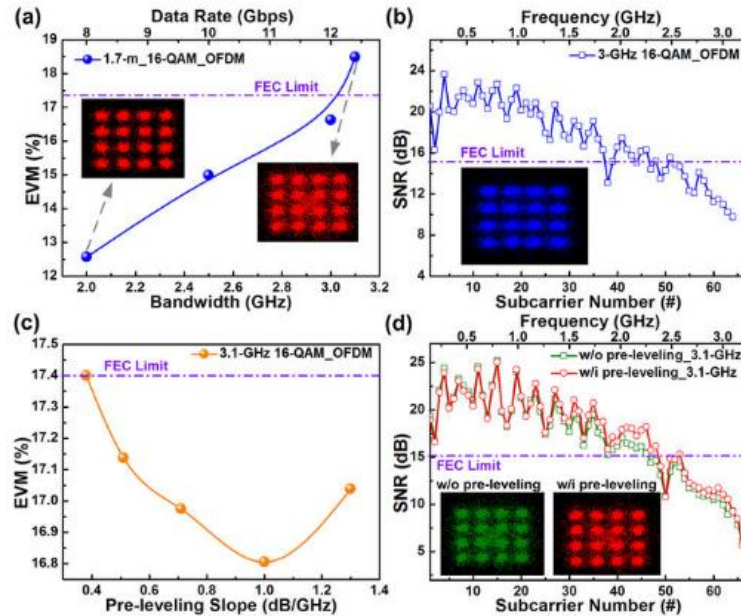 (a)
Data Rate (Gbps)
8 9 10 11 12
1.7-m_16-QAM_OFDM
FEC Limit
EVM (%)
19
18
17
16
15
14
13
12
2.0 2.2 2.4 2.6 2.8 3.0 3.2
Bandwidth (GHz)
(b)
Frequency (GHz)
0.5 1.0 1.5 2.0 2.5 3.0
3-GHz 16-QAM_OFDM
FEC Limit
SNR (dB)
24
20
16
12
8
4
0 10 20 30 40 50 60
Subcarrier Number (#)
(c)
3.1-GHz 16-QAM_OFDM
FEC Limit
EVM (%)
17.5
17.4
17.3
17.2
17.1
17.0
16.9
16.8
0.4 0.6 0.8 1.0 1.2 1.4
Pre-leveling Slope (dB/GHz)
(d)
Frequency (GHz)
0.5 1.0 1.5 2.0 2.5 3.0
w/o pre-leveling_3.1-GHz
w/i pre-leveling_3.1-GHz
FEC Limit
w/o pre-leveling
w/i pre-leveling
SNR (dB)
25
20
15
10
5
0 10 20 30 40 50 60
Subcarrier Number (#)